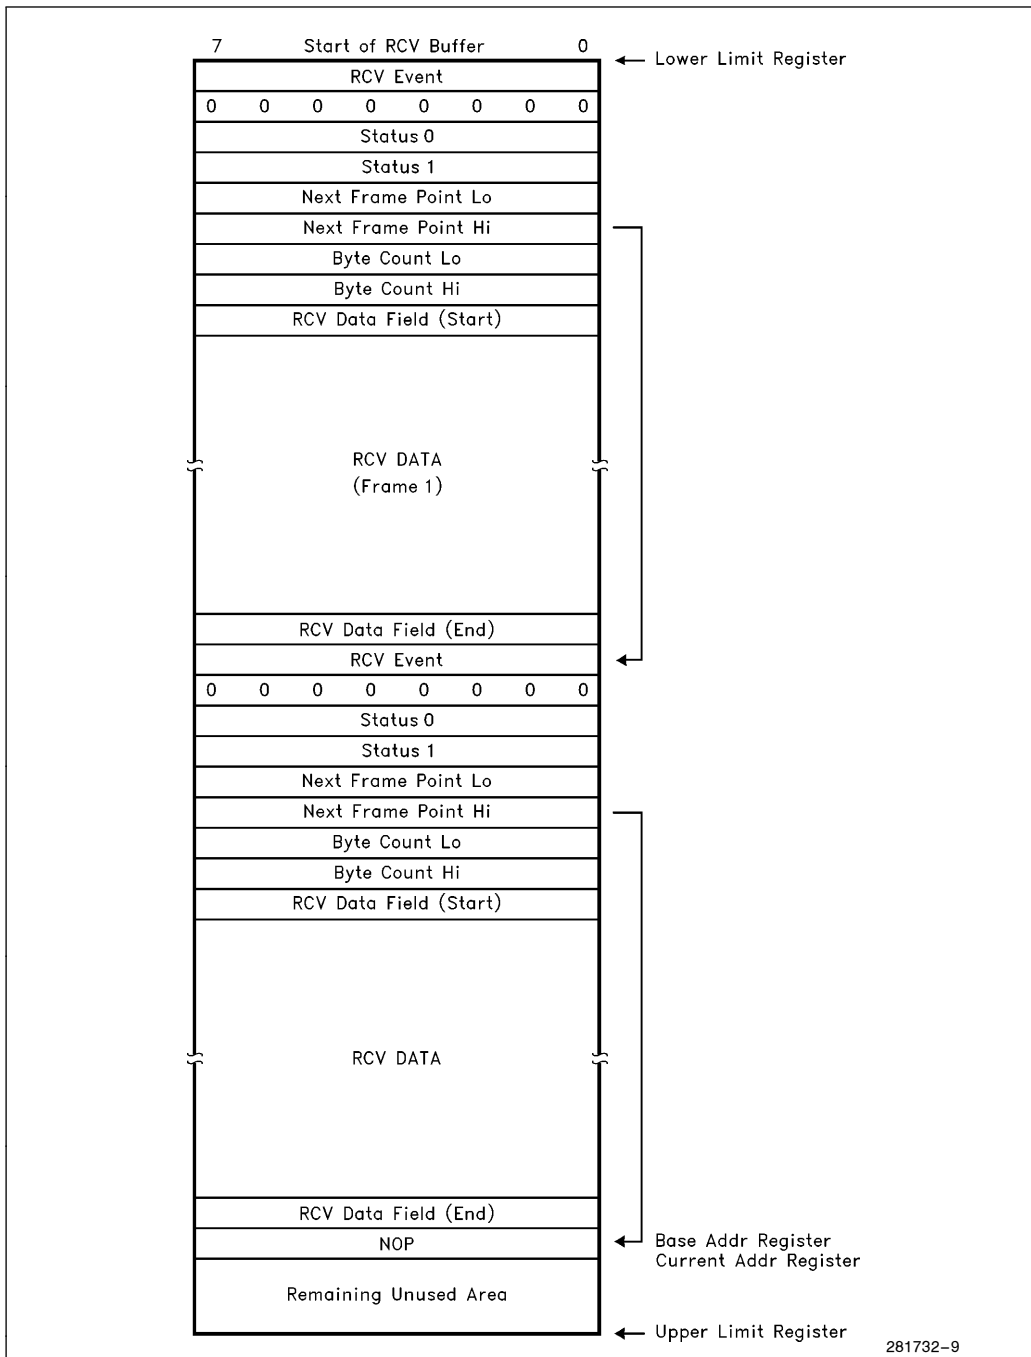 7 Start of RCV Buffer 0
Lower Limit Register
RCV Event
0 0 0 0 0 0 0 0
Status 0
Status 1
Next Frame Point Lo
Next Frame Point Hi
Byte Count Lo
Byte Count Hi
RCV Data Field (Start)
RCV DATA
(Frame 1)
RCV Data Field (End)
RCV Event
0 0 0 0 0 0 0 0
Status 0
Status 1
Next Frame Point Lo
Next Frame Point Hi
Byte Count Lo
Byte Count Hi
RCV Data Field (Start)
RCV DATA
RCV Data Field (End)
NOP
Base Addr Register
Current Addr Register
Remaining Unused Area
Upper Limit Register
281732-9